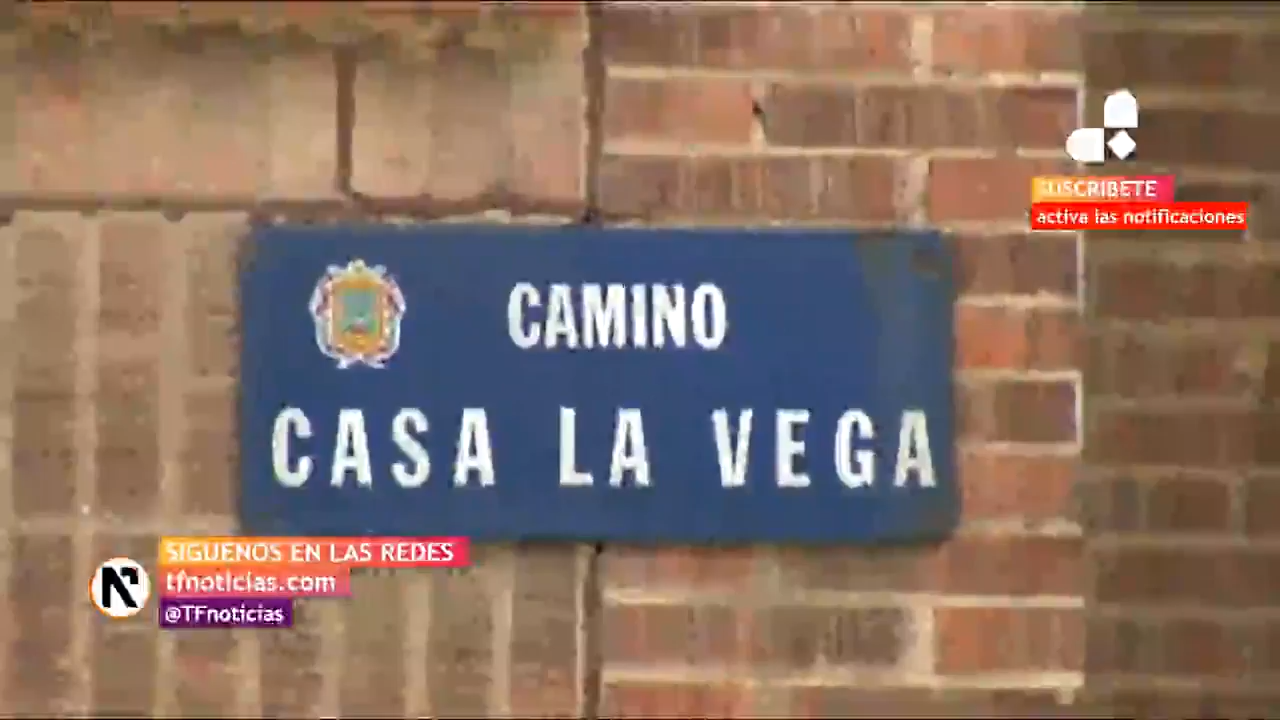 SUSCRIBETE
activa las notificaciones
CAMINO
CASA LA VEGA
SIGUENOS EN LAS REDES
tfnoticias.com
@TFnoticias